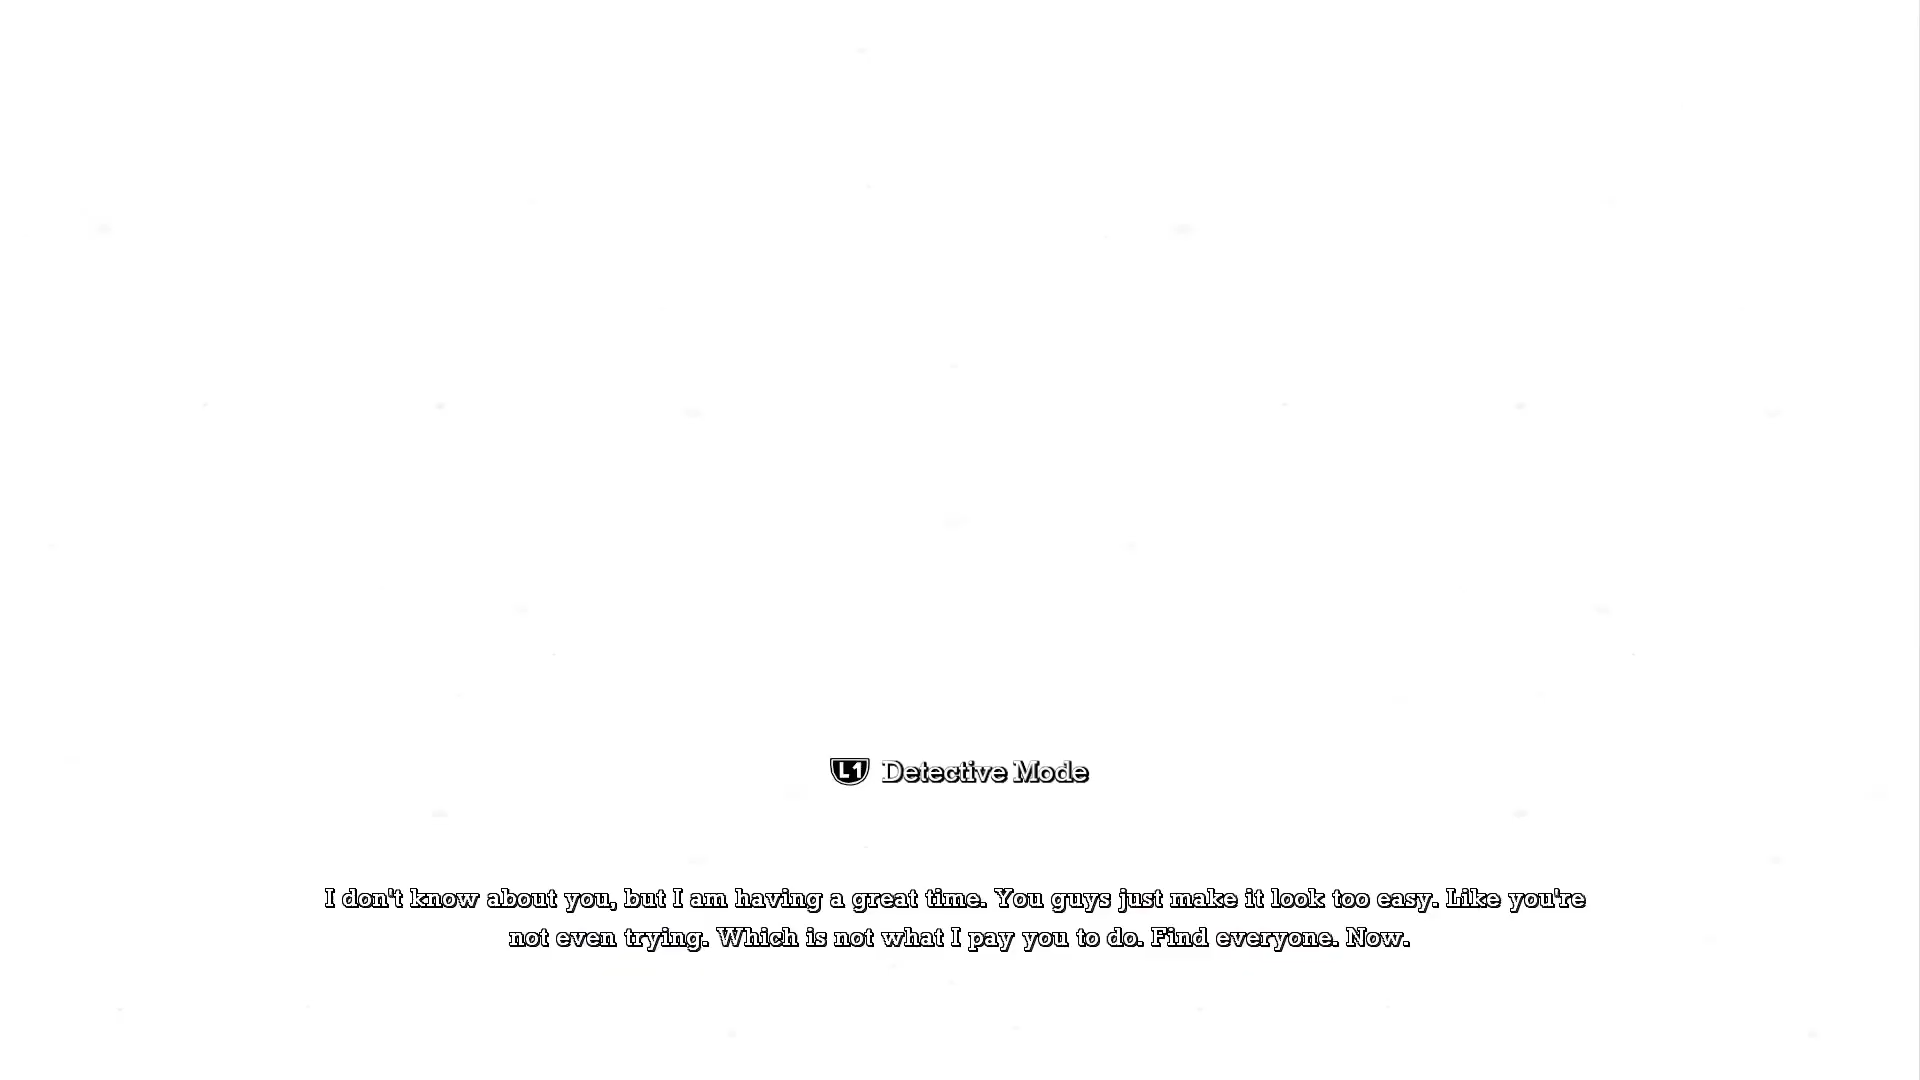 L1 Detective Mode
I don't know about you, but I am having a great time. You guys just make it look too easy. Like you're
not even trying. Which is not what I pay you to do. Find everyone. Now.